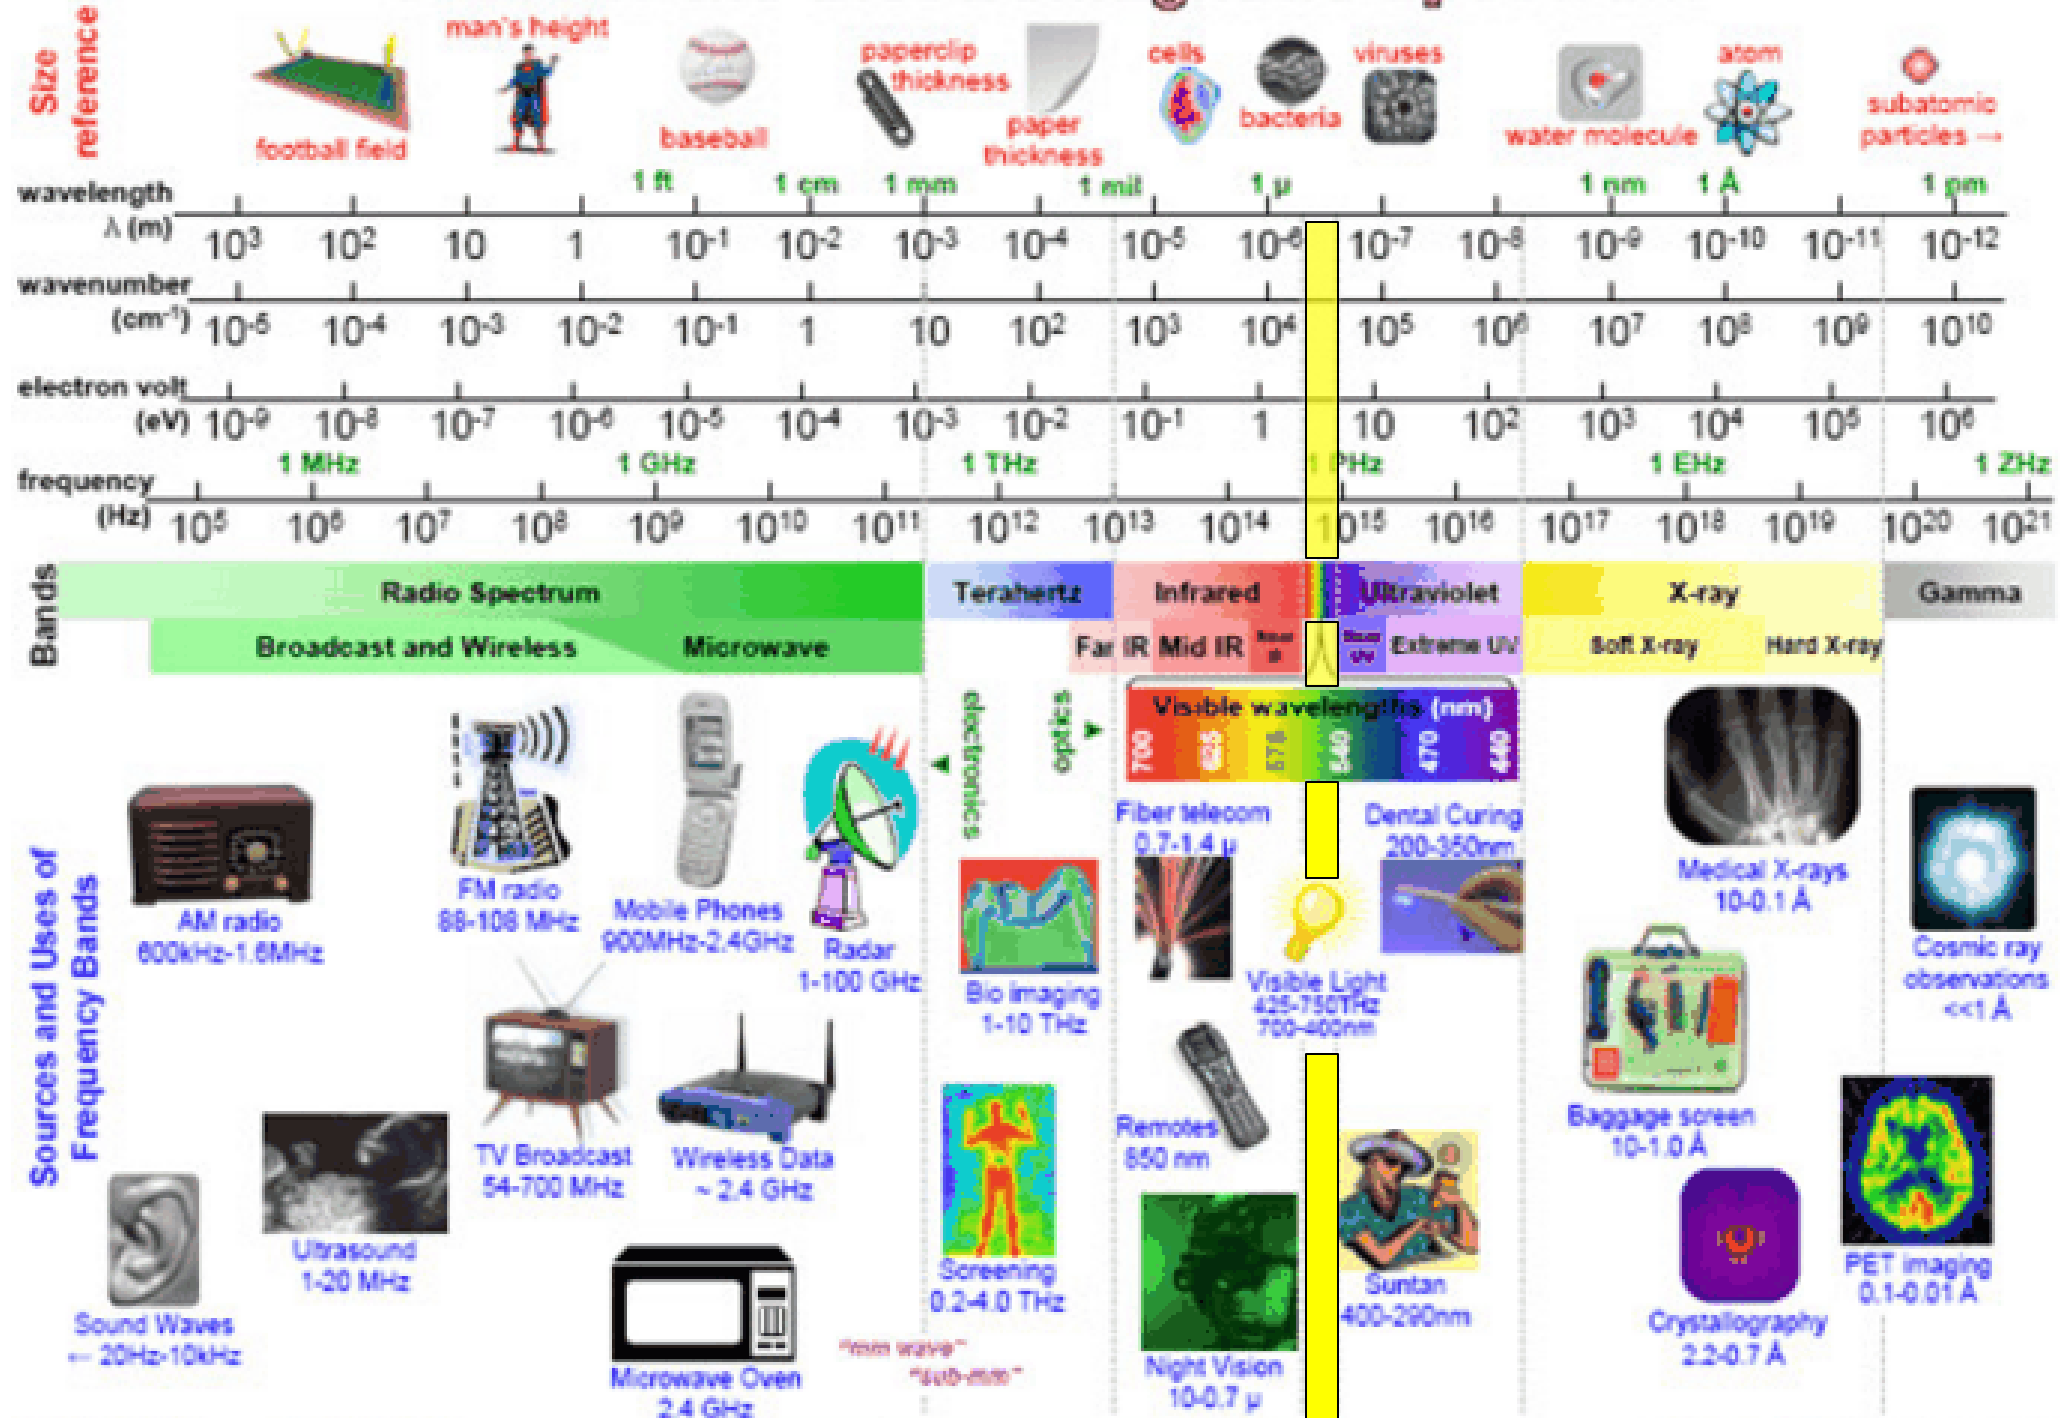 Size
reference
football field
man's height
baseball
paperclip
thickness
paper
thickness
cells
bacteria
viruses
water molecule
atom
subatomic
particles →
1 ft
1 cm
1 mm
1 mil
1 µ
1 nm
1 Å
1 pm
wavelength
λ (m)
10³ 10² 10 1 10⁻¹ 10⁻² 10⁻³ 10⁻⁴ 10⁻⁵ 10⁻⁶ 10⁻⁷ 10⁻⁸ 10⁻⁹ 10⁻¹⁰ 10⁻¹¹ 10⁻¹²
wavenumber
(cm⁻¹)
10⁻⁵ 10⁻⁴ 10⁻³ 10⁻² 10⁻¹ 1 10 10² 10³ 10⁴ 10⁵ 10⁶ 10⁷ 10⁸ 10⁹ 10¹⁰
electron volt
(eV)
10⁻⁹ 10⁻⁸ 10⁻⁷ 10⁻⁶ 10⁻⁵ 10⁻⁴ 10⁻³ 10⁻² 10⁻¹ 1 10 10² 10³ 10⁴ 10⁵ 10⁶
1 MHz
1 GHz
1 THz
1 PHz
1 EHz
1 ZHz
frequency
(Hz)
10⁵ 10⁶ 10⁷ 10⁸ 10⁹ 10¹⁰ 10¹¹ 10¹² 10¹³ 10¹⁴ 10¹⁵ 10¹⁶ 10¹⁷ 10¹⁸ 10¹⁹ 10²⁰ 10²¹
Bands
Radio Spectrum
Terahertz
Infrared
Ultraviolet
X-ray
Gamma
Broadcast and Wireless
Microwave
Far IR
Mid IR
UV
Extreme UV
Soft X-ray
Hard X-ray
electronics
optics
Visible wavelengths (nm)
700 625 540 470 440
Sources and Uses of
Frequency Bands
AM radio
600kHz-1.6MHz
FM radio
88-108 MHz
Mobile Phones
900MHz-2.4GHz
Radar
1-100 GHz
Bio imaging
1-10 THz
Fiber telecom
0.7-1.4 µ
Dental Curing
200-350nm
Visible Light
425-750THz
700-400nm
Medical X-rays
10-0.1 Å
Cosmic ray
observations
<<1 Å
Sound Waves
← 20Hz-10kHz
Ultrasound
1-20 MHz
TV Broadcast
54-700 MHz
Wireless Data
~ 2.4 GHz
Microwave Oven
2.4 GHz
"mm wave"
"sub-mm"
Screening
0.2-4.0 THz
Remotes
850 nm
Night Vision
10-0.7 µ
Suntan
400-290nm
Baggage screen
10-1.0 Å
Crystallography
2.2-0.7 Å
PET imaging
0.1-0.01 Å